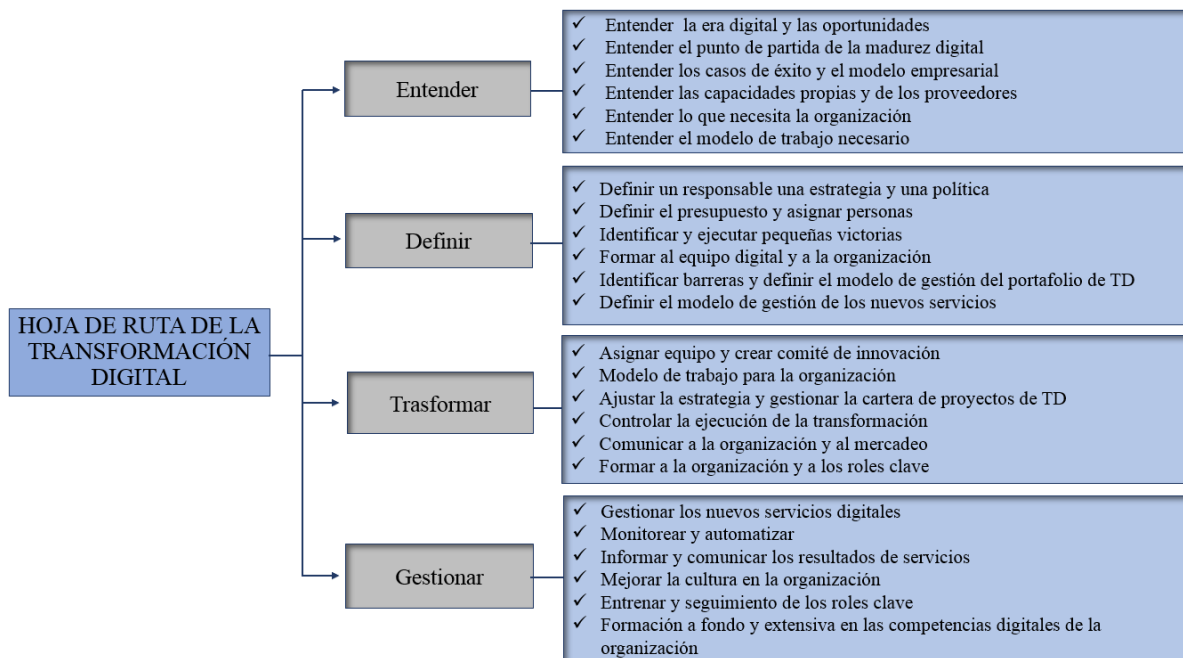 HOJA DE RUTA DE LA
TRANSFORMACIÓN
DIGITAL
Entender
✓ Entender la era digital y las oportunidades
✓ Entender el punto de partida de la madurez digital
✓ Entender los casos de éxito y el modelo empresarial
✓ Entender las capacidades propias y de los proveedores
✓ Entender lo que necesita la organización
✓ Entender el modelo de trabajo necesario
Definir
✓ Definir un responsable una estrategia y una política
✓ Definir el presupuesto y asignar personas
✓ Identificar y ejecutar pequeñas victorias
✓ Formar al equipo digital y a la organización
✓ Identificar barreras y definir el modelo de gestión del portafolio de TD
✓ Definir el modelo de gestión de los nuevos servicios
Trasformar
✓ Asignar equipo y crear comité de innovación
✓ Modelo de trabajo para la organización
✓ Ajustar la estrategia y gestionar la cartera de proyectos de TD
✓ Controlar la ejecución de la transformación
✓ Comunicar a la organización y al mercadeo
✓ Formar a la organización y a los roles clave
Gestionar
✓ Gestionar los nuevos servicios digitales
✓ Monitorear y automatizar
✓ Informar y comunicar los resultados de servicios
✓ Mejorar la cultura en la organización
✓ Entrenar y seguimiento de los roles clave
✓ Formación a fondo y extensiva en las competencias digitales de la
organización